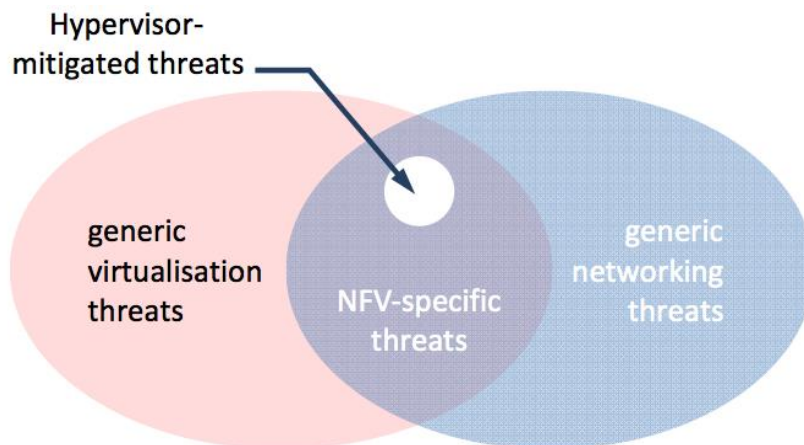 Hypervisor-
mitigated threats
generic
virtualisation
threats
NFV-specific
threats
generic
networking
threats